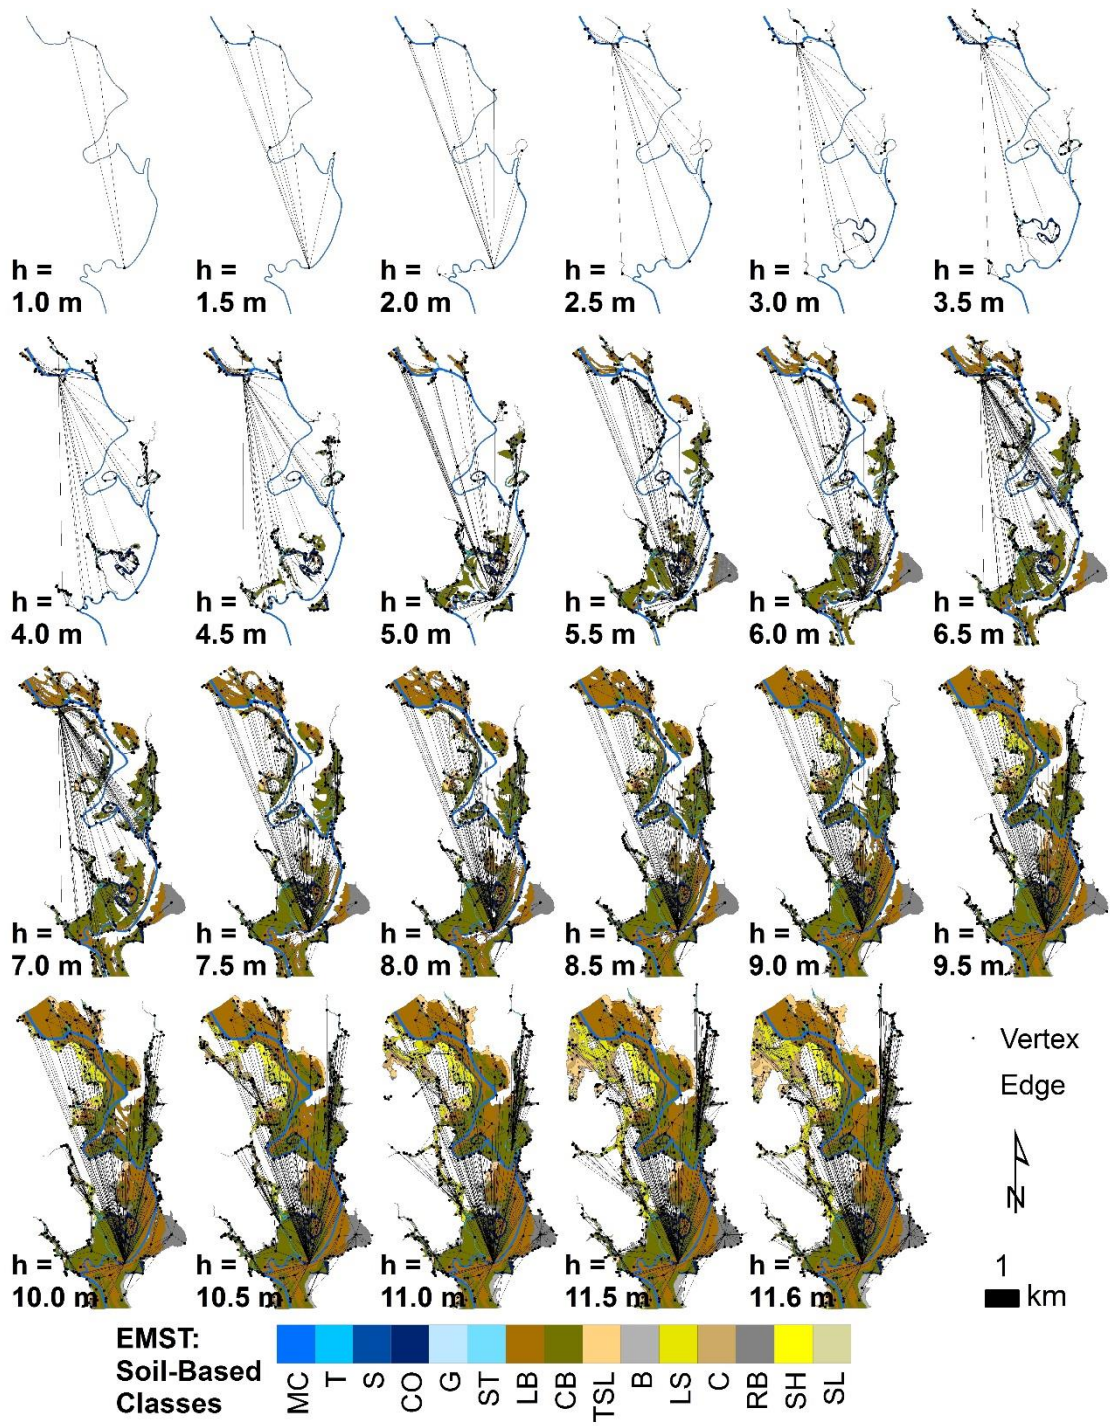 h = h = h = h = h = h =
1.0 m 1.5 m 2.0 m 2.5 m 3.0 m 3.5 m
h = h = h = h = h = h =
4.0 m 4.5 m 5.0 m 5.5 m 6.0 m 6.5 m
h = h = h = h = h = h =
7.0 m 7.5 m 8.0 m 8.5 m 9.0 m 9.5 m
h = h = h = h = h =
10.0 m 10.5 m 11.0 m 11.5 m 11.6 m
Vertex
Edge
N
1
km
EMST:
Soil-Based
Classes
MC T S CO G ST LB CB TSL B LS C RB SH SL